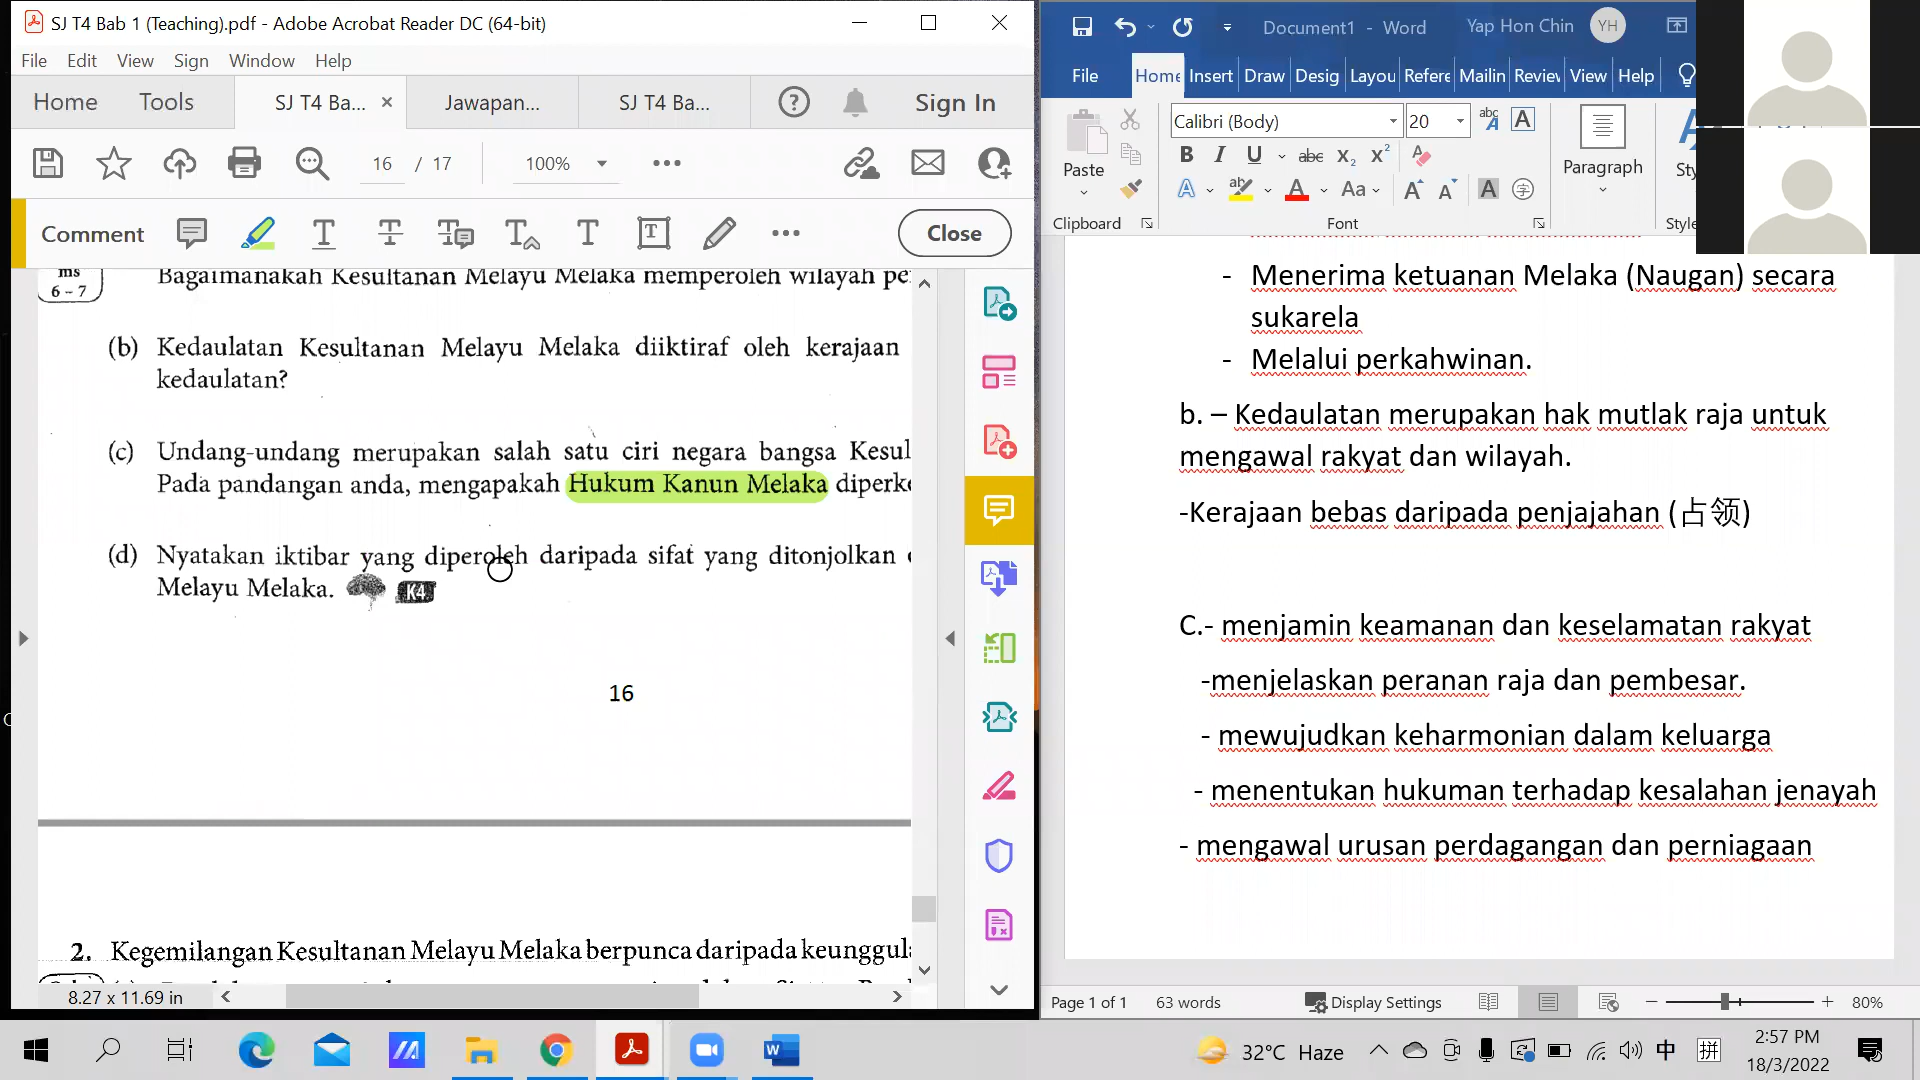 SJ T4 Bab 1 (Teaching).pdf - Adobe Acrobat Reader DC (64-bit)
File Edit View Sign Window Help
Home Tools SJ T4 Ba... × Jawapan... SJ T4 Ba... Sign In
16 / 17 100%
Comment Close
ms
6 – 7
Bagaimanakah Kesultanan Melayu Melaka memperoleh wilayah
(b) Kedaulatan Kesultanan Melayu Melaka diiktiraf oleh kerajaan
kedaulatan?
(c) Undang-undang merupakan salah satu ciri negara bangsa Kesul
Pada pandangan anda, mengapakah Hukum Kanun Melaka diperk
(d) Nyatakan iktibar yang diperoleh daripada sifat yang ditonjolkan
Melayu Melaka. K4
16
2. Kegemilangan Kesultanan Melayu Melaka berpunca daripada keunggul
8.27 x 11.69 in
Document1 - Word Yap Hon Chin YH
File Home Insert Draw Desig Layou Refere Mailin Review View Help
Calibri (Body) 20
Paste
Paragraph
Clipboard Font Style
- Menerima ketuanan Melaka (Naugan) secara
sukarela
- Melalui perkahwinan.
b. – Kedaulatan merupakan hak mutlak raja untuk
mengawal rakyat dan wilayah.
-Kerajaan bebas daripada penjajahan (占领)
C.- menjamin keamanan dan keselamatan rakyat
-menjelaskan peranan raja dan pembesar.
- mewujudkan keharmonian dalam keluarga
- menentukan hukuman terhadap kesalahan jenayah
- mengawal urusan perdagangan dan perniagaan
Page 1 of 1 63 words Display Settings 80%
32°C Haze 中 拼 2:57 PM
18/3/2022